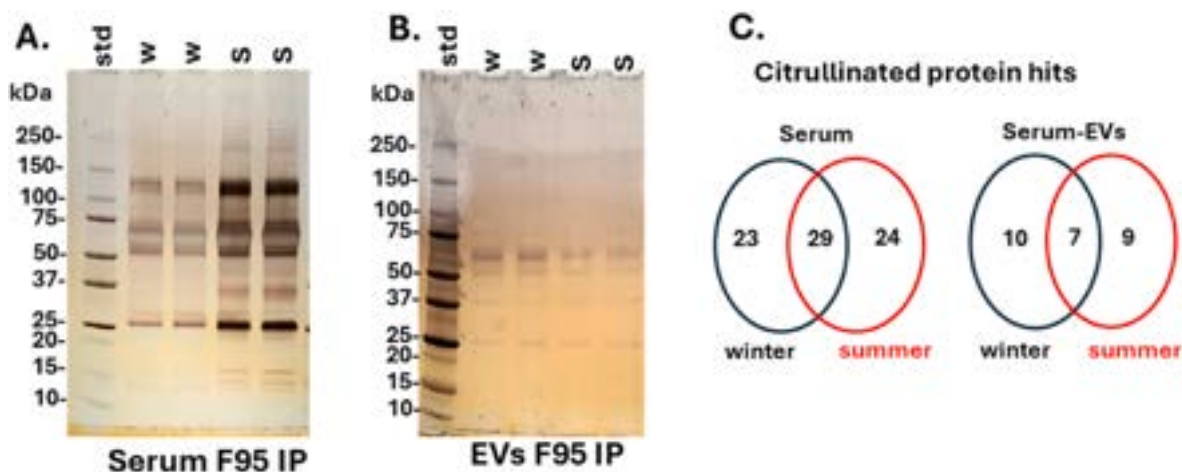 A.
std
w
w
S
S
kDa
250-
150-
100-
75-
50-
37-
25-
20-
15-
10-
Serum F95 IP
B.
std
w
w
S
S
kDa
250-
150-
100-
75-
50-
37-
25-
20-
15-
10-
EVs F95 IP
C.
Citrullinated protein hits
Serum
23 29 24
winter summer
Serum-EVs
10 7 9
winter summer